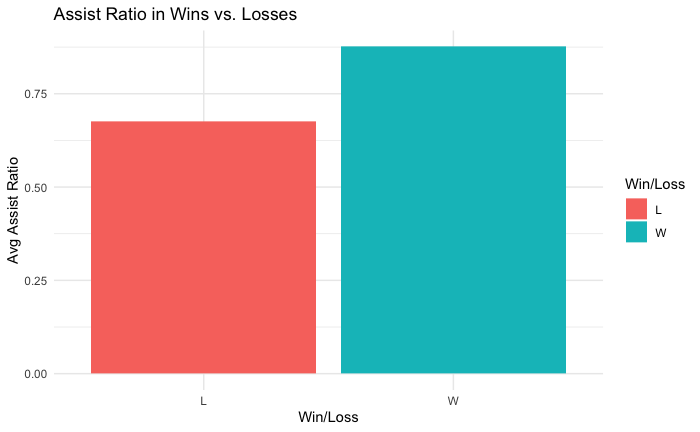 Assist Ratio in Wins vs. Losses
Avg Assist Ratio
0.75
0.50
0.25
0.00
L
W
Win/Loss
Win/Loss
L
W